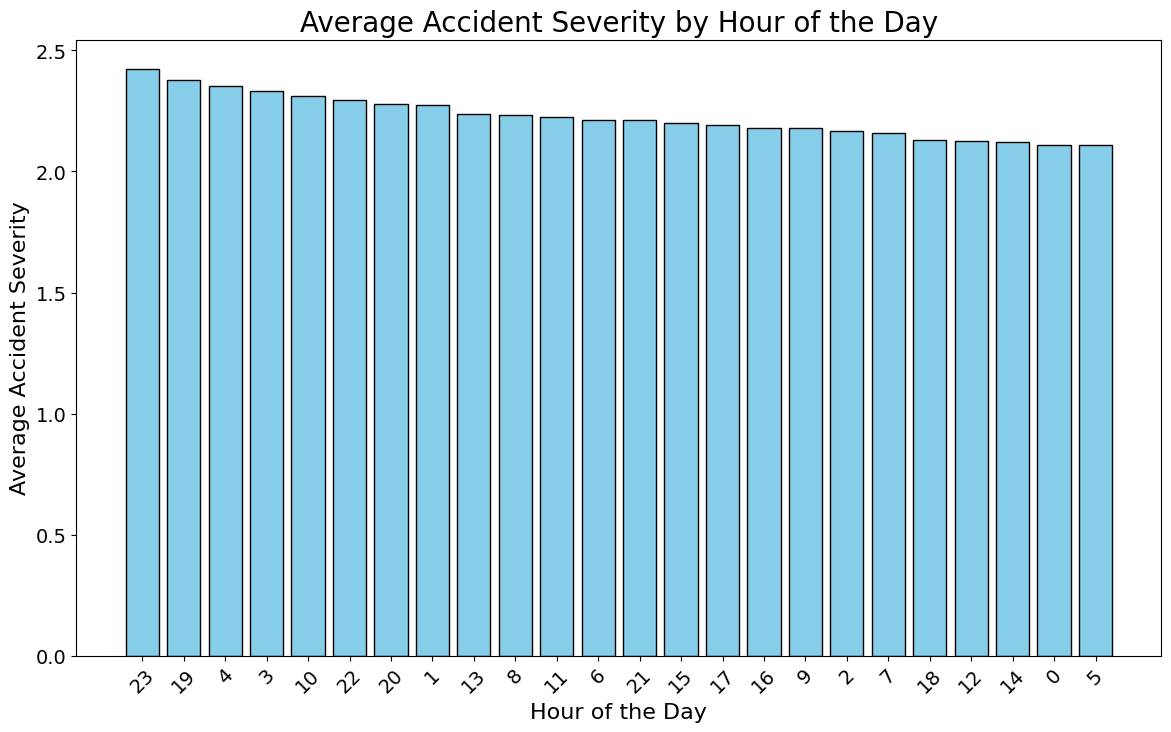 Average Accident Severity by Hour of the Day
Average Accident Severity
2.5
2.0
1.5
1.0
0.5
0.0
23 19 4 3 10 22 20 1 13 8 11 6 21 15 17 16 9 2 7 18 12 14 0 5
Hour of the Day